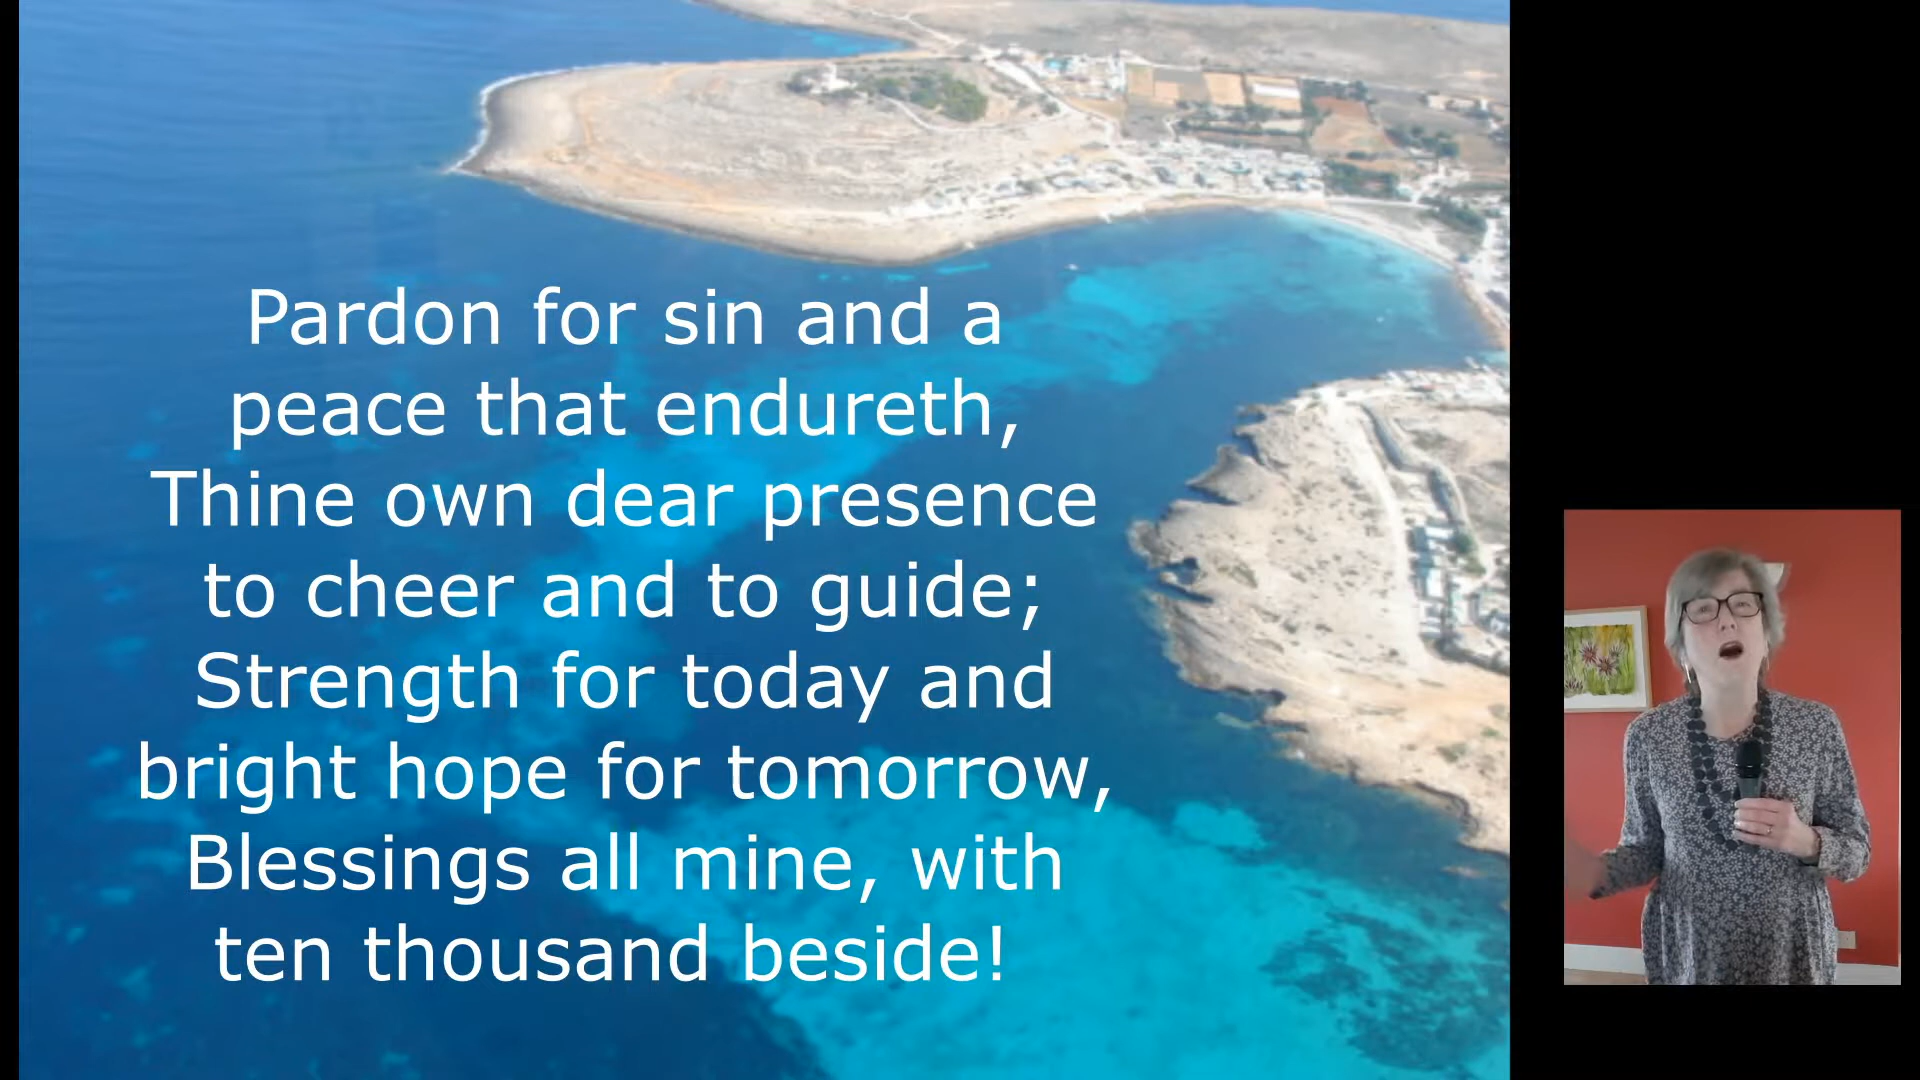 Pardon for sin and a
peace that endureth,
Thine own dear presence
to cheer and to guide;
Strength for today and
bright hope for tomorrow,
Blessings all mine, with
ten thousand beside!